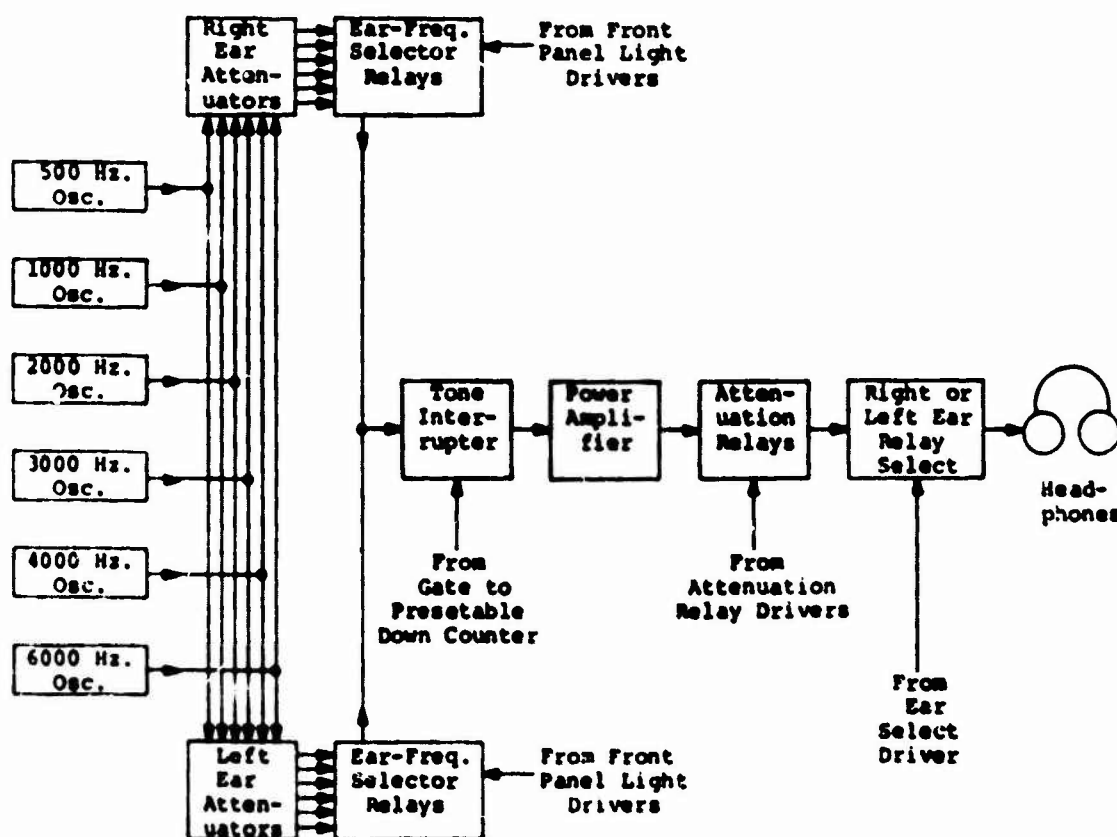 Right
Ear
Atten-
uators
Ear-Freq.
Selector
Relays
From Front
Panel Light
Drivers
500 Hz.
Osc.
1000 Hz.
Osc.
2000 Hz.
Osc.
3000 Hz.
Osc.
4000 Hz.
Osc.
6000 Hz.
Osc.
Tone
Inter-
rupter
Power
Ampli-
fier
Atten-
uation
Relays
Right or
Left Ear
Relay
Select
Head-
phones
From
Gate to
Presetable
Down Counter
From
Attenuation
Relay Drivers
From
Ear
Select
Driver
Left
Ear
Atten-
uators
Ear-Freq.
Selector
Relays
From Front
Panel Light
Drivers